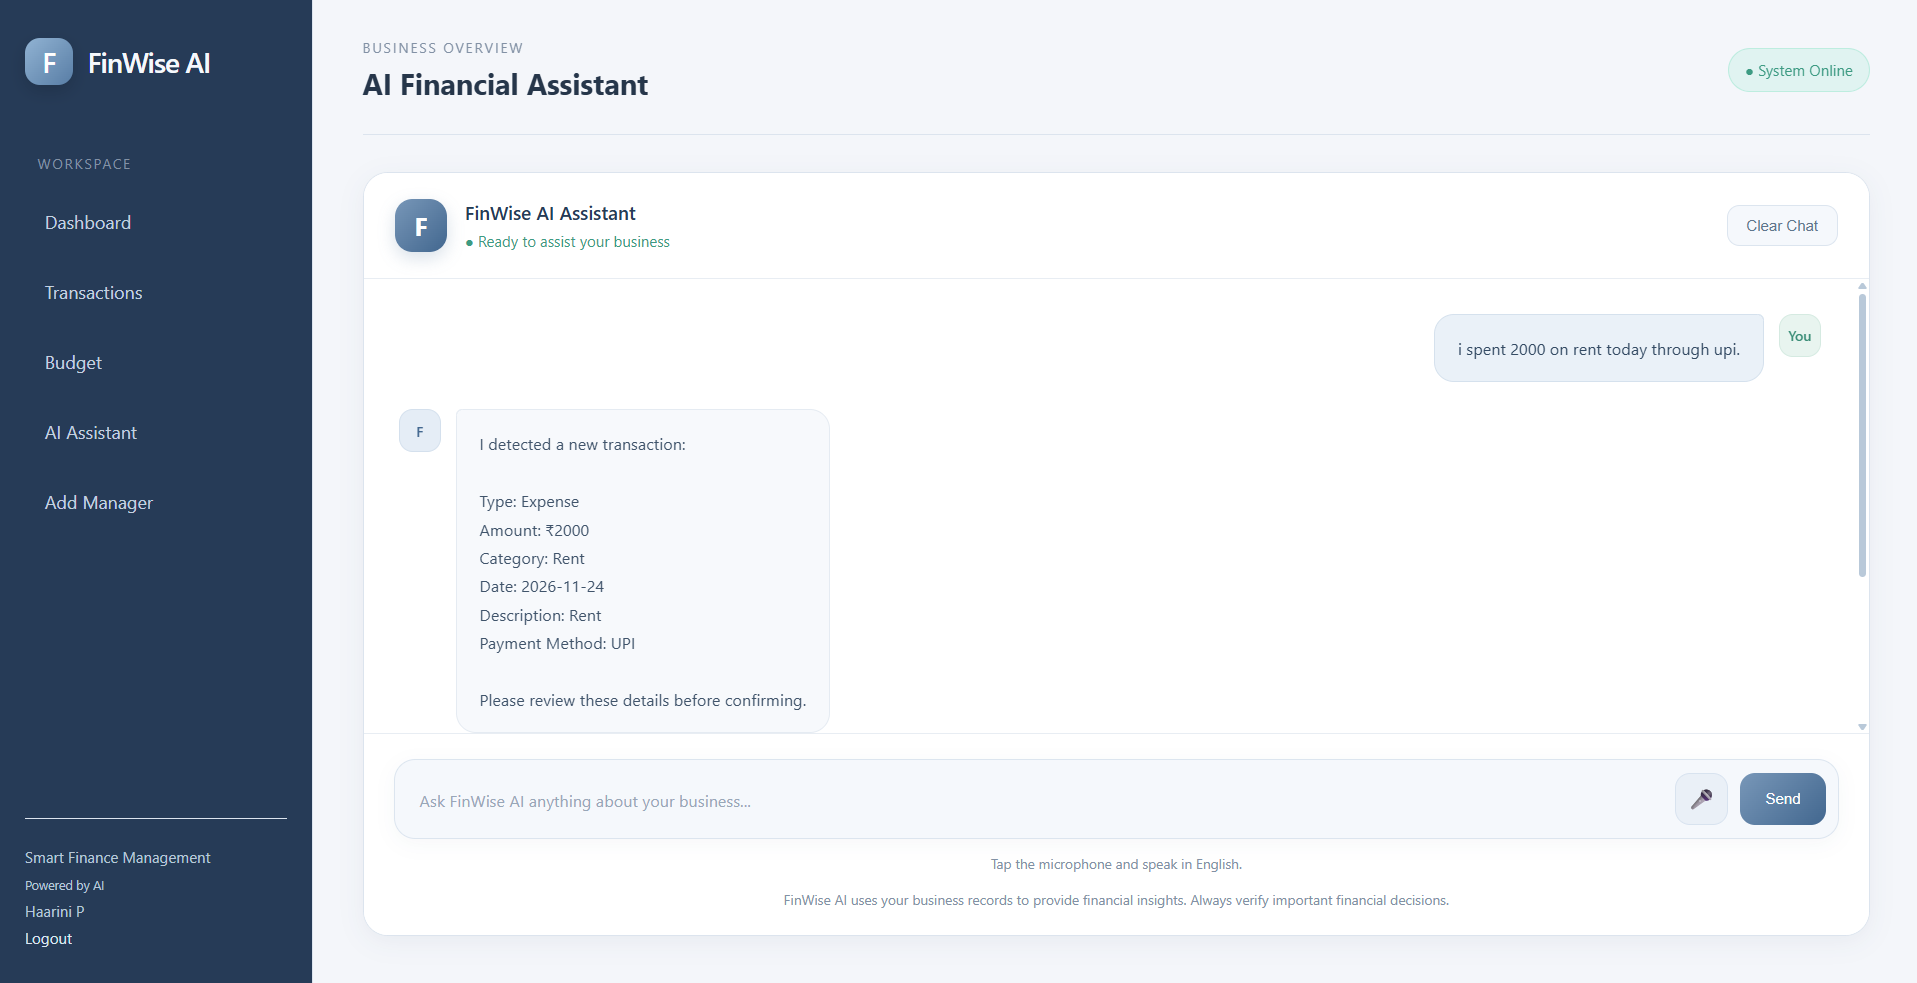 F
FinWise AI
WORKSPACE
Dashboard
Transactions
Budget
AI Assistant
Add Manager
Smart Finance Management
Powered by AI
Haarini P
Logout
BUSINESS OVERVIEW
AI Financial Assistant
● System Online
F
FinWise AI Assistant
● Ready to assist your business
Clear Chat
i spent 2000 on rent today through upi.
You
F
I detected a new transaction:
Type: Expense
Amount: ₹2000
Category: Rent
Date: 2026-11-24
Description: Rent
Payment Method: UPI
Please review these details before confirming.
Ask FinWise AI anything about your business...
Send
Tap the microphone and speak in English.
FinWise AI uses your business records to provide financial insights. Always verify important financial decisions.